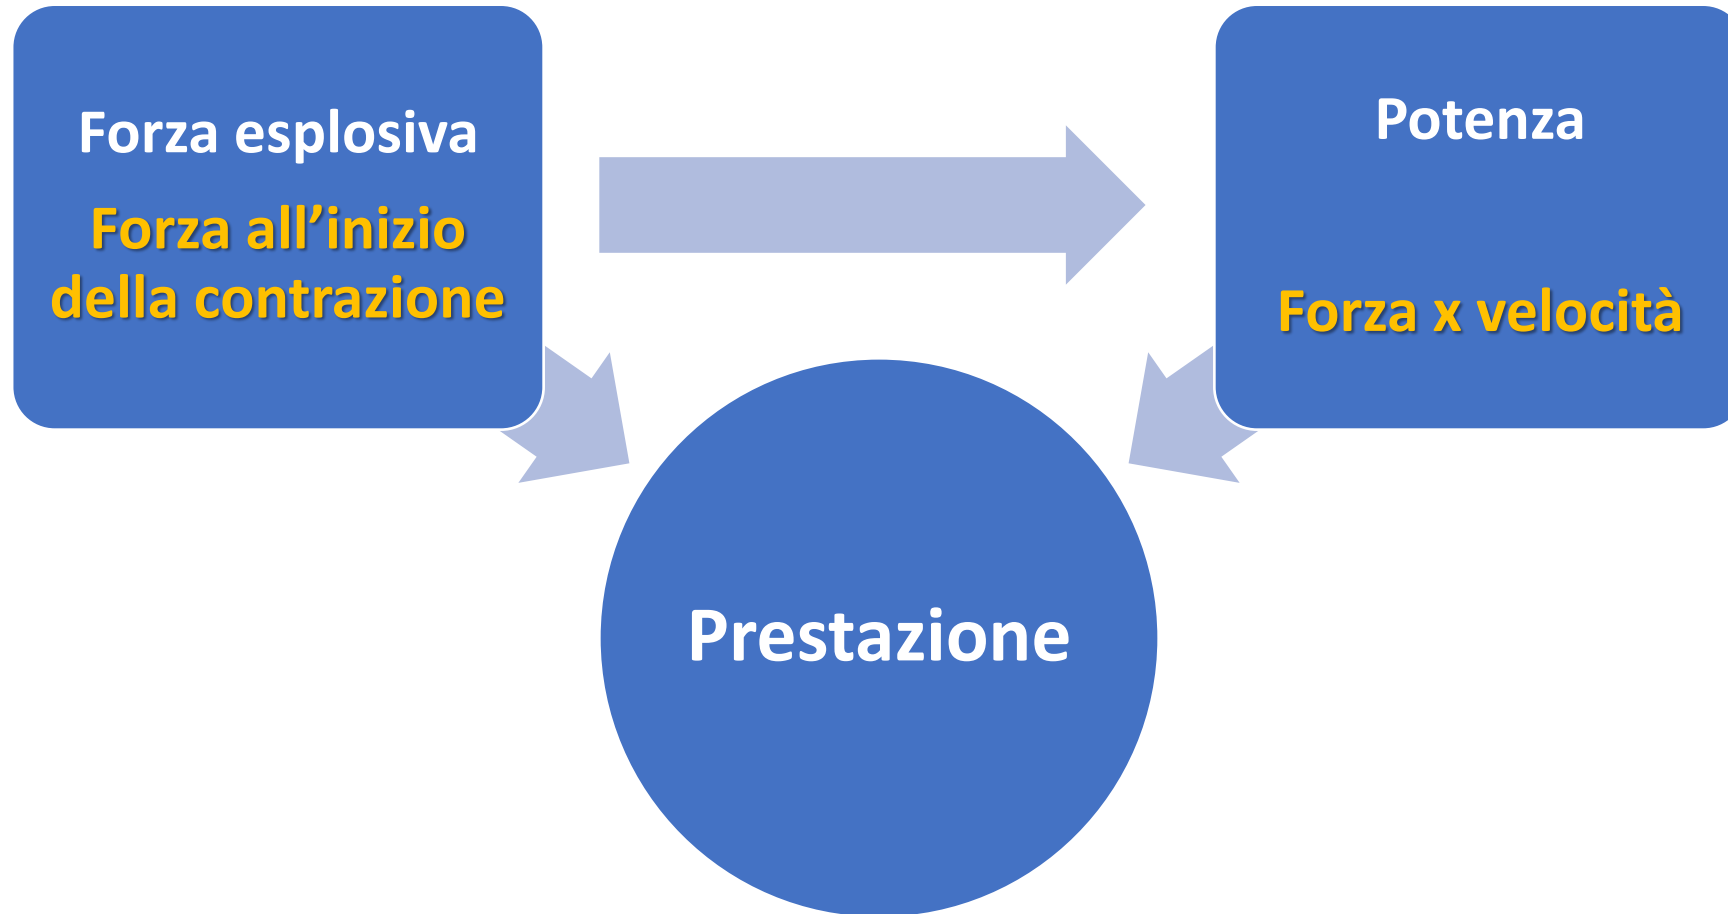 Forza esplosiva
Forza all’inizio
della contrazione
Potenza
Forza x velocità
Prestazione